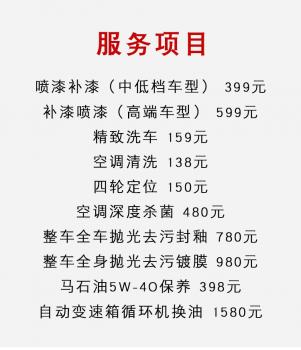 服务项目
喷漆补漆（中低档车型） 399元
补漆喷漆（高端车型） 599元
精致洗车 159元
空调清洗 138元
四轮定位 150元
空调深度杀菌 480元
整车全车抛光去污封釉 780元
整车全身抛光去污镀膜 980元
马石油5W-40保养 398元
自动变速箱循环机换油 1580元